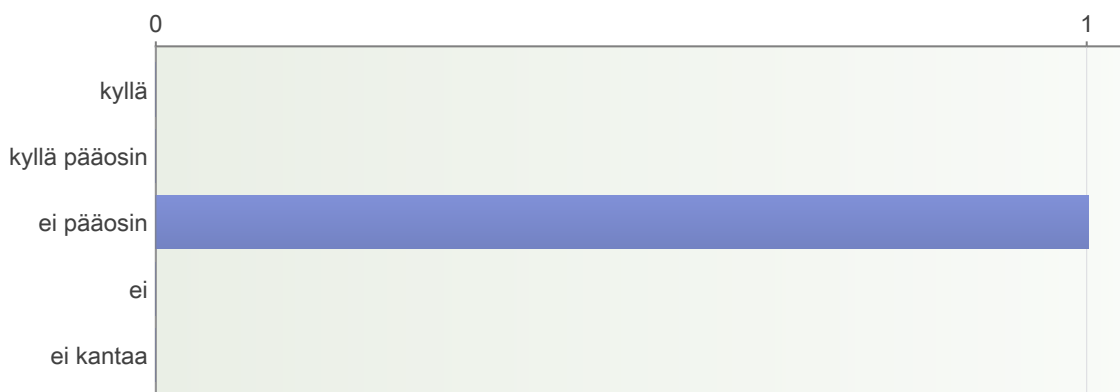 0 1
kyllä
kyllä pääosin
ei pääosin
ei
ei kantaa